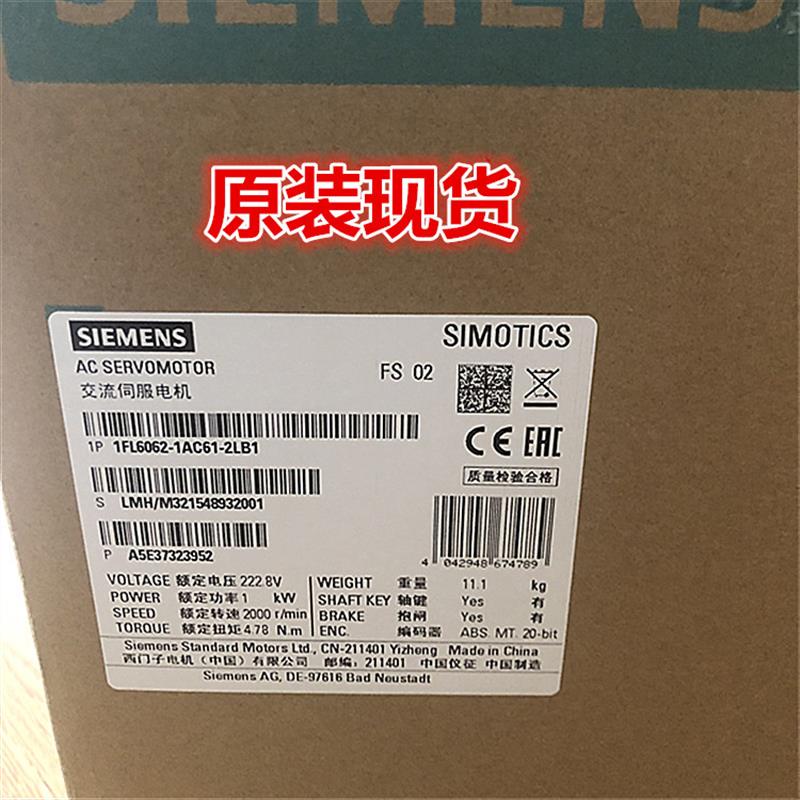 SIEMENS
原装现货
SIEMENS
SIMOTICS
AC SERVOMOTOR
FS 02
交流伺服电机
1P 1FL6062-1AC61-2LB1
CE EAC
质量检验合格
S LMH/M321548932001
P A5E37323952
4 042948 674789
VOLTAGE 额定电压 222.8V
POWER 额定功率 1 kW
SPEED 额定转速 2000 r/min
TORQUE 额定扭矩 4.78 N.m
WEIGHT 重量 11.1 kg
SHAFT KEY 轴键 Yes 有
BRAKE 抱闸 Yes 有
ENC. 编码器 ABS. MT. 20-bit
Siemens Standard Motors Ltd., CN-211401 Yizheng Made in China
西门子电机（中国）有限公司 邮编：211401 中国仪征 中国制造
Siemens AG, DE-97616 Bad Neustadt